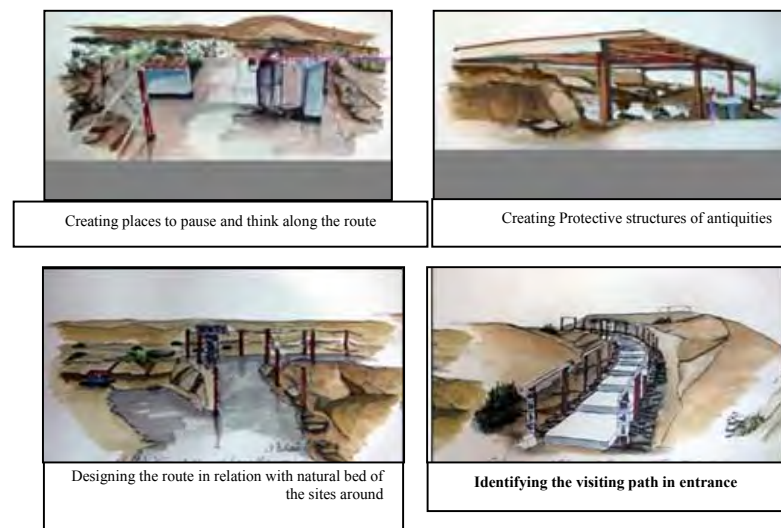 Creating places to pause and think along the route
Creating Protective structures of antiquities
Designing the route in relation with natural bed of
the sites around
Identifying the visiting path in entrance